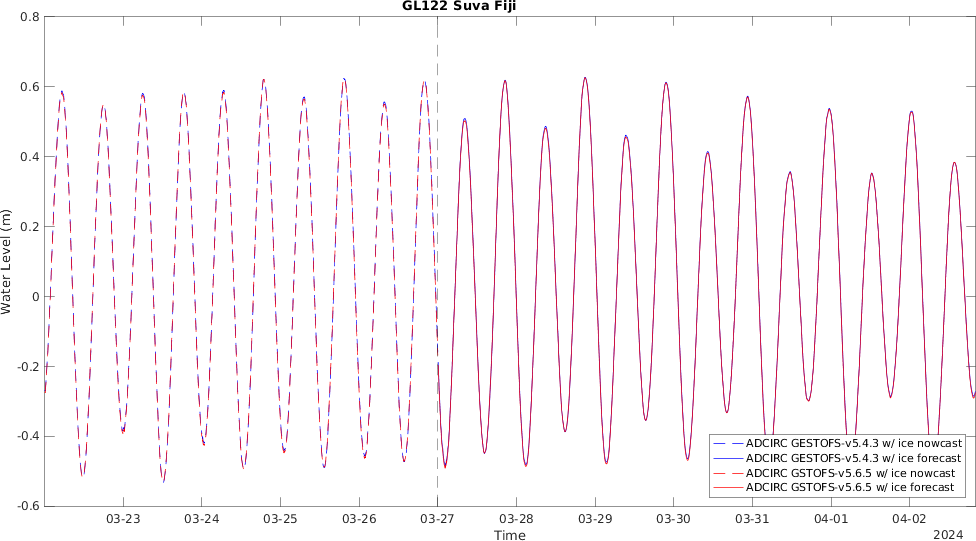 GL122 Suva Fiji
0.8
0.6
0.4
0.2
0
-0.2
-0.4
-0.6
Water Level (m)
ADCIRC GESTOFS-v5.4.3 w/ ice nowcast
ADCIRC GESTOFS-v5.4.3 w/ ice forecast
ADCIRC GSTOFS-v5.6.5 w/ ice nowcast
ADCIRC GSTOFS-v5.6.5 w/ ice forecast
03-23 03-24 03-25 03-26 03-27 03-28 03-29 03-30 03-31 04-01 04-02
Time
2024